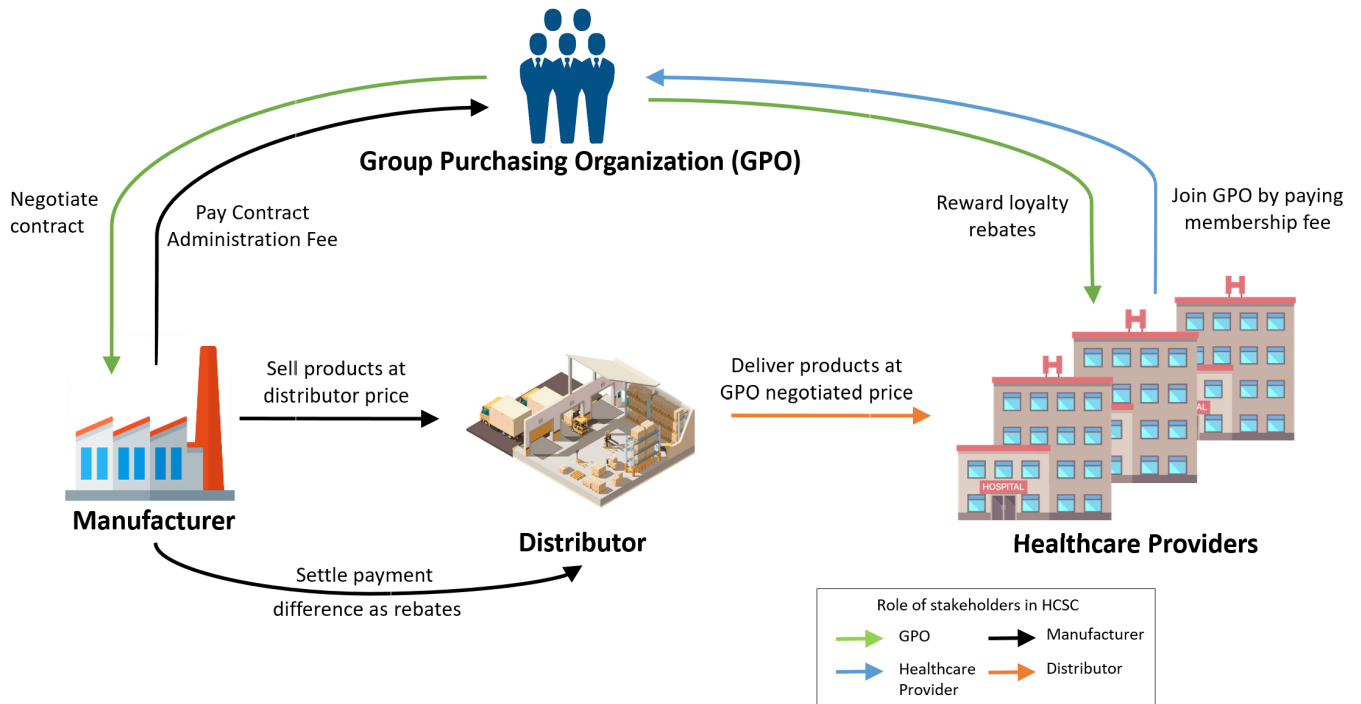 Group Purchasing Organization (GPO)
Negotiate
contract
Pay Contract
Administration Fee
Reward loyalty
rebates
Join GPO by paying
membership fee
Sell products at
distributor price
Deliver products at
GPO negotiated price
H
H
H
HOSPITAL
AL
AL
Manufacturer
Distributor
Healthcare Providers
Settle payment
difference as rebates
Role of stakeholders in HCSC
GPO
Manufacturer
Healthcare
Provider
Distributor